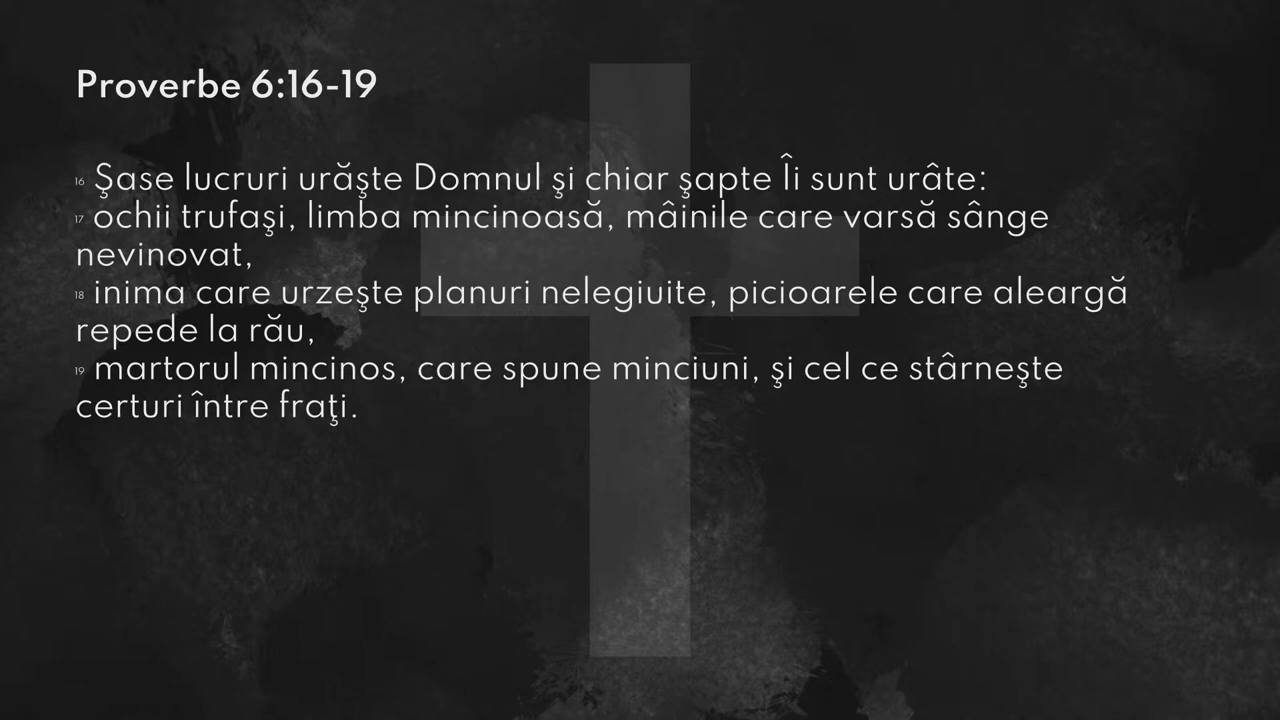 Proverbe 6:16-19
16 Şase lucruri urăşte Domnul şi chiar şapte Îi sunt urâte:
17 ochii trufaşi, limba mincinoasă, mâinile care varsă sânge
nevinovat,
18 inima care urzeşte planuri nelegiuite, picioarele care aleargă
repede la rău,
19 martorul mincinos, care spune minciuni, şi cel ce stârneşte
certuri între fraţi.